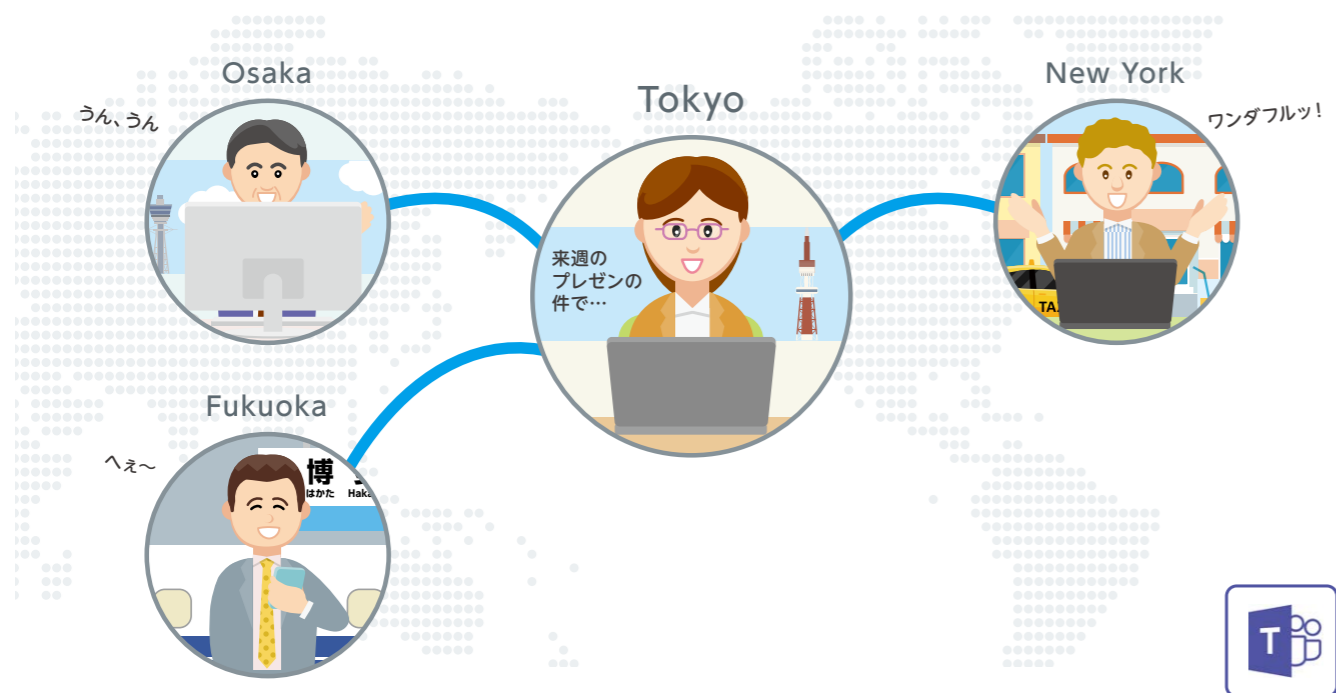 Osaka
うん、うん
Tokyo
来週の
プレゼンの
件で…
New York
ワンダフルッ!
TA
Fukuoka
へぇ〜
博
はかた Haka
T